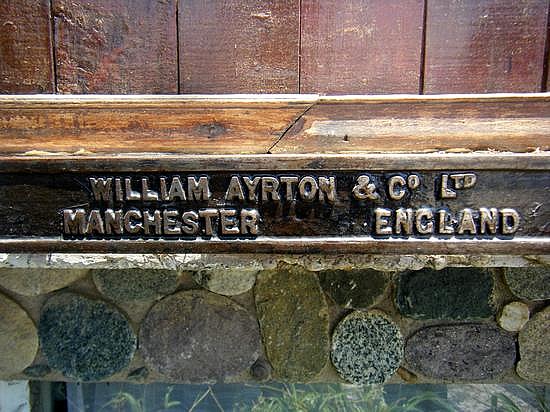 WILLIAM AYRTON & Co LTD
MANCHESTER ENGLAND